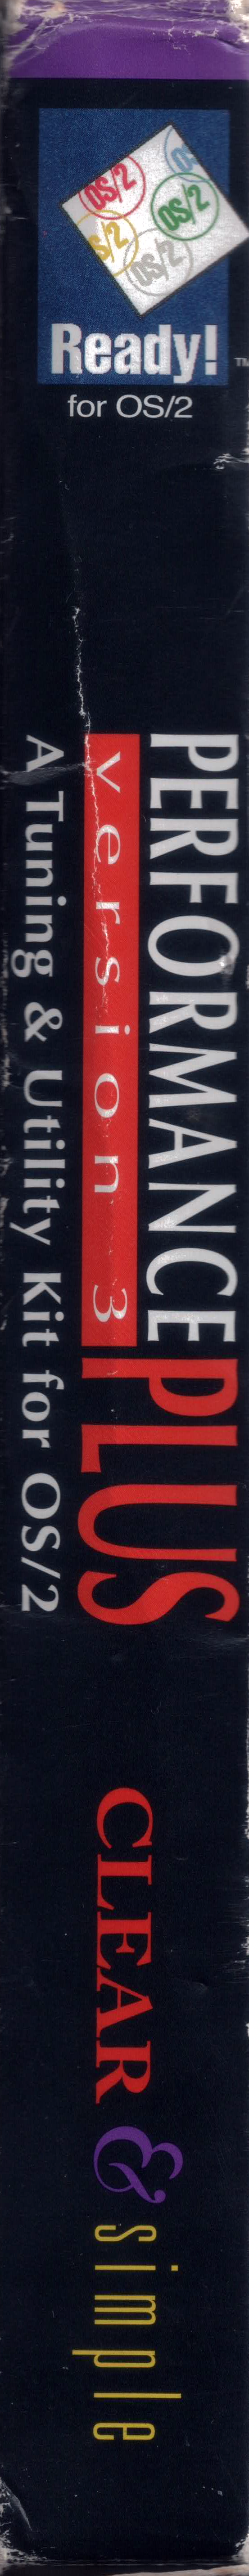 OS/2
OS/2
OS/2
S/2
OS/2
Ready! TM
for OS/2
PERFORMANCE PLUS
version 3
A Tuning & Utility Kit for OS/2
CLEAR & simple